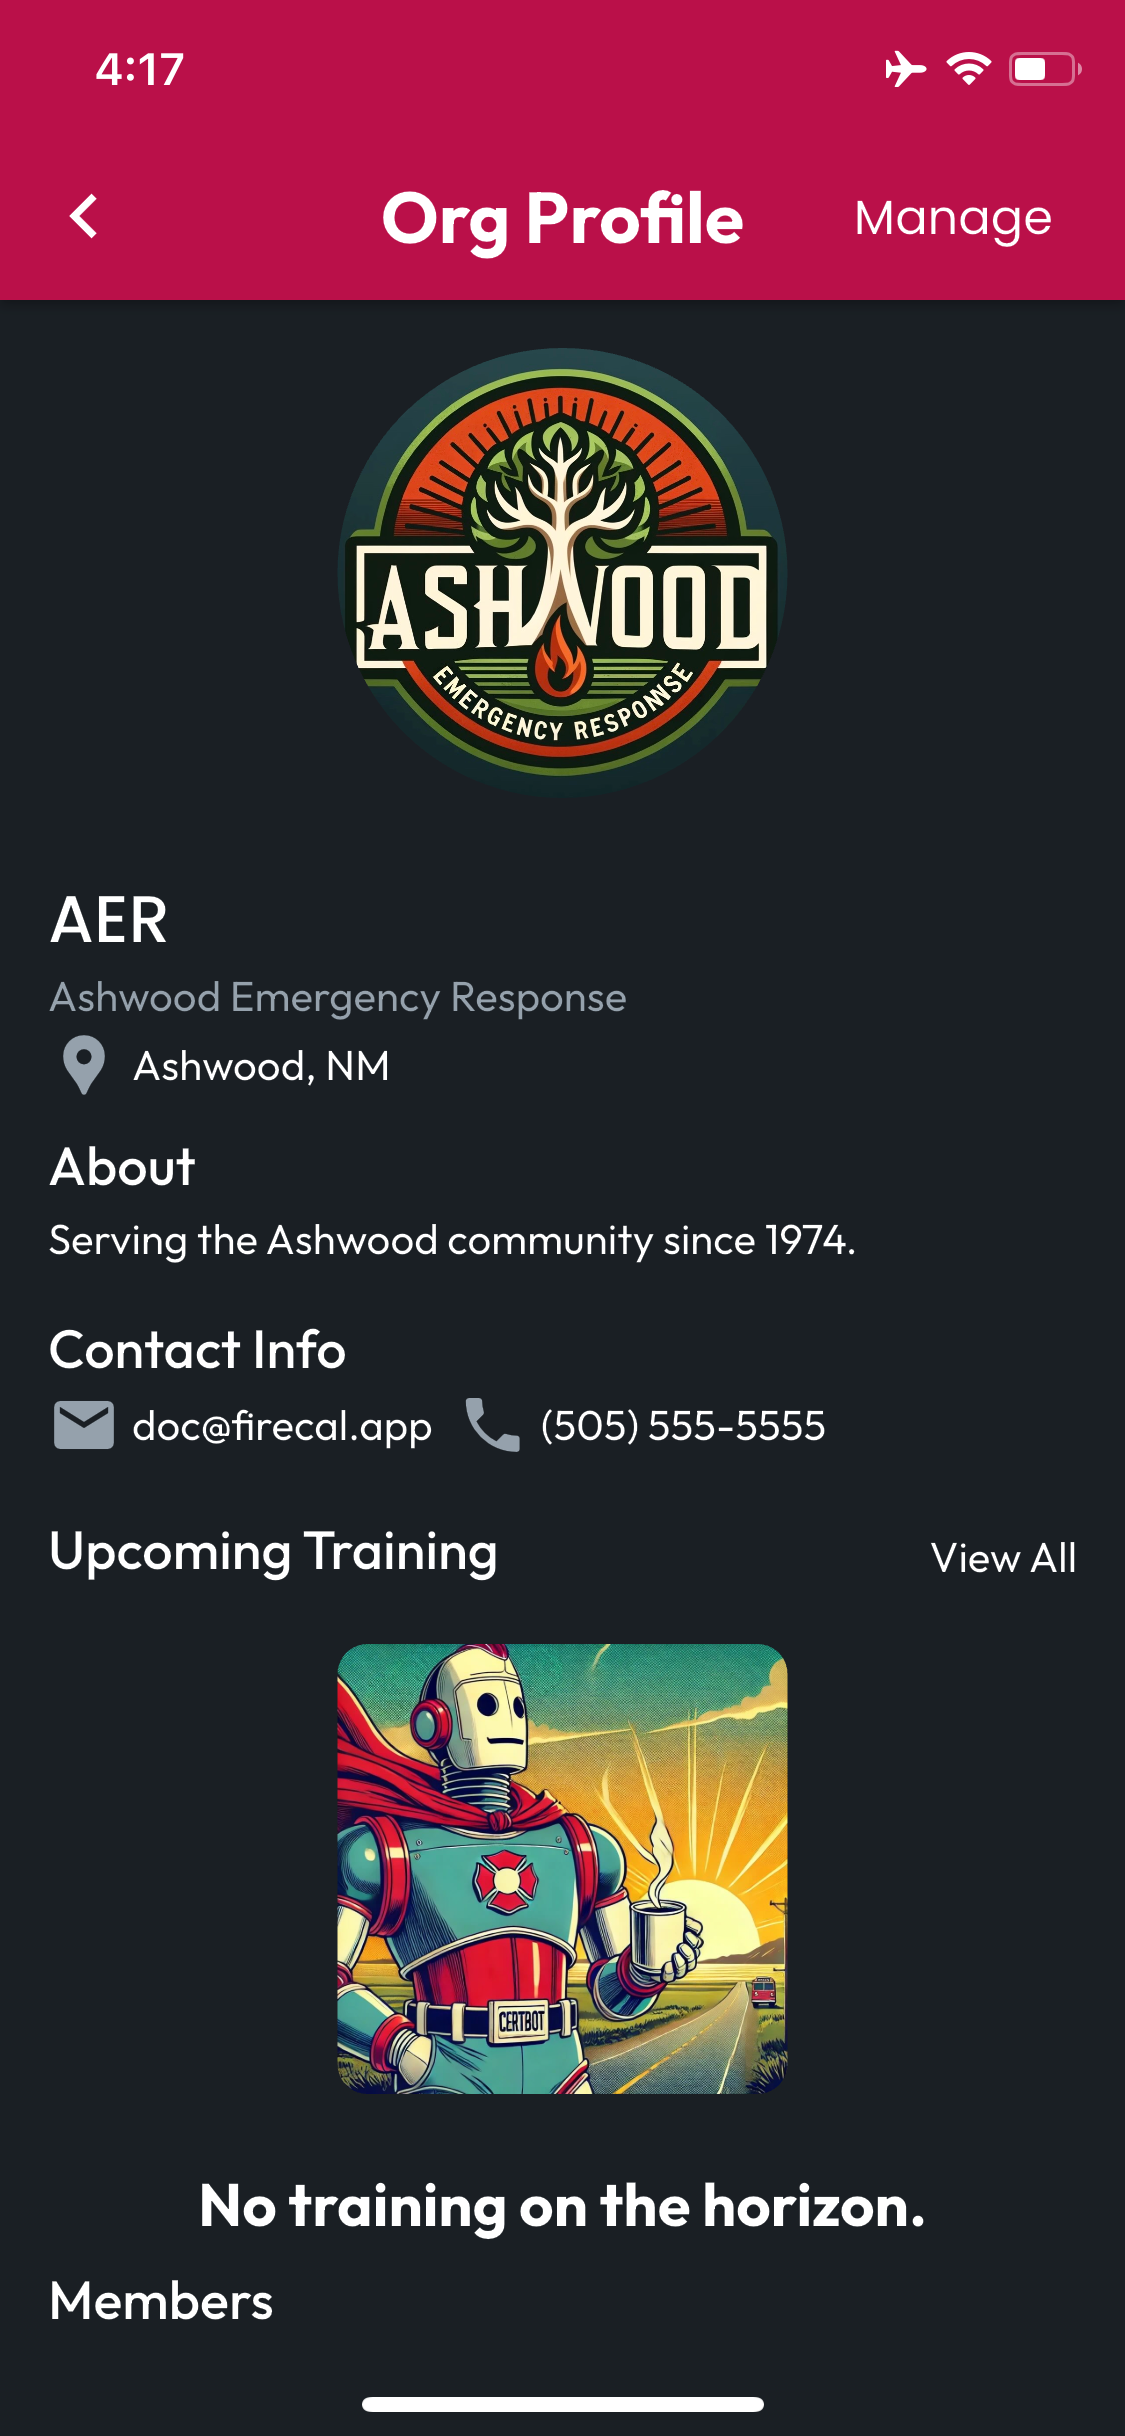 4:17
Org Profile
Manage
ASHWOOD
EMERGENCY RESPONSE
AER
Ashwood Emergency Response
Ashwood, NM
About
Serving the Ashwood community since 1974.
Contact Info
doc@firecal.app
(505) 555-5555
Upcoming Training
View All
CERTBOT
No training on the horizon.
Members